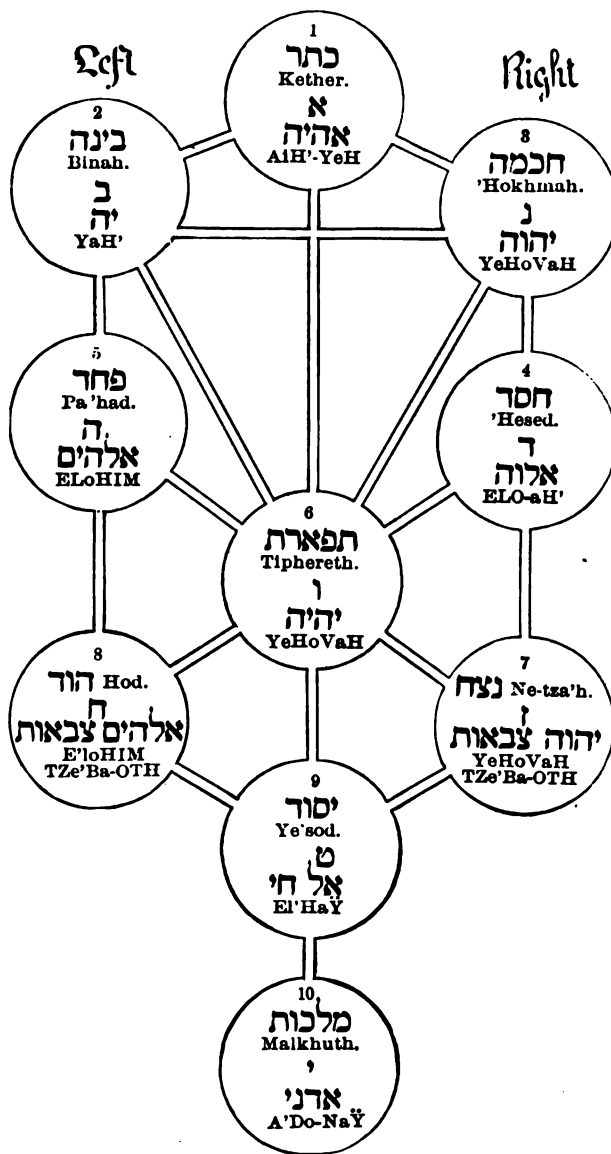 Left
Right
1
כתר
Kether.
א
אהיה
AiH'-YeH
2
בינה
Binah.
ב
יה
YaH'
3
חכמה
'Hokhmah.
ג
יהוה
YeHoVaH
5
פחד
Pa'had.
ה
אלהים
ELoHIM
4
חסד
'Hesed.
ד
אלוה
ELO-aH'
6
תפארת
Tiphereth.
ו
יהיה
YeHoVaH
8
הוד Hod.
ח
אלהים צבאות
E'loHIM
TZe'Ba-OTH
7
נצח Ne-tza'h.
ז
יהוה צבאות
YeHoVaH
TZe'Ba-OTH
9
יסוד
Ye'sod.
ט
אל חי
El'HaŸ
10
מלכות
Malkhuth.
י
אדני
A'Do-NaŸ